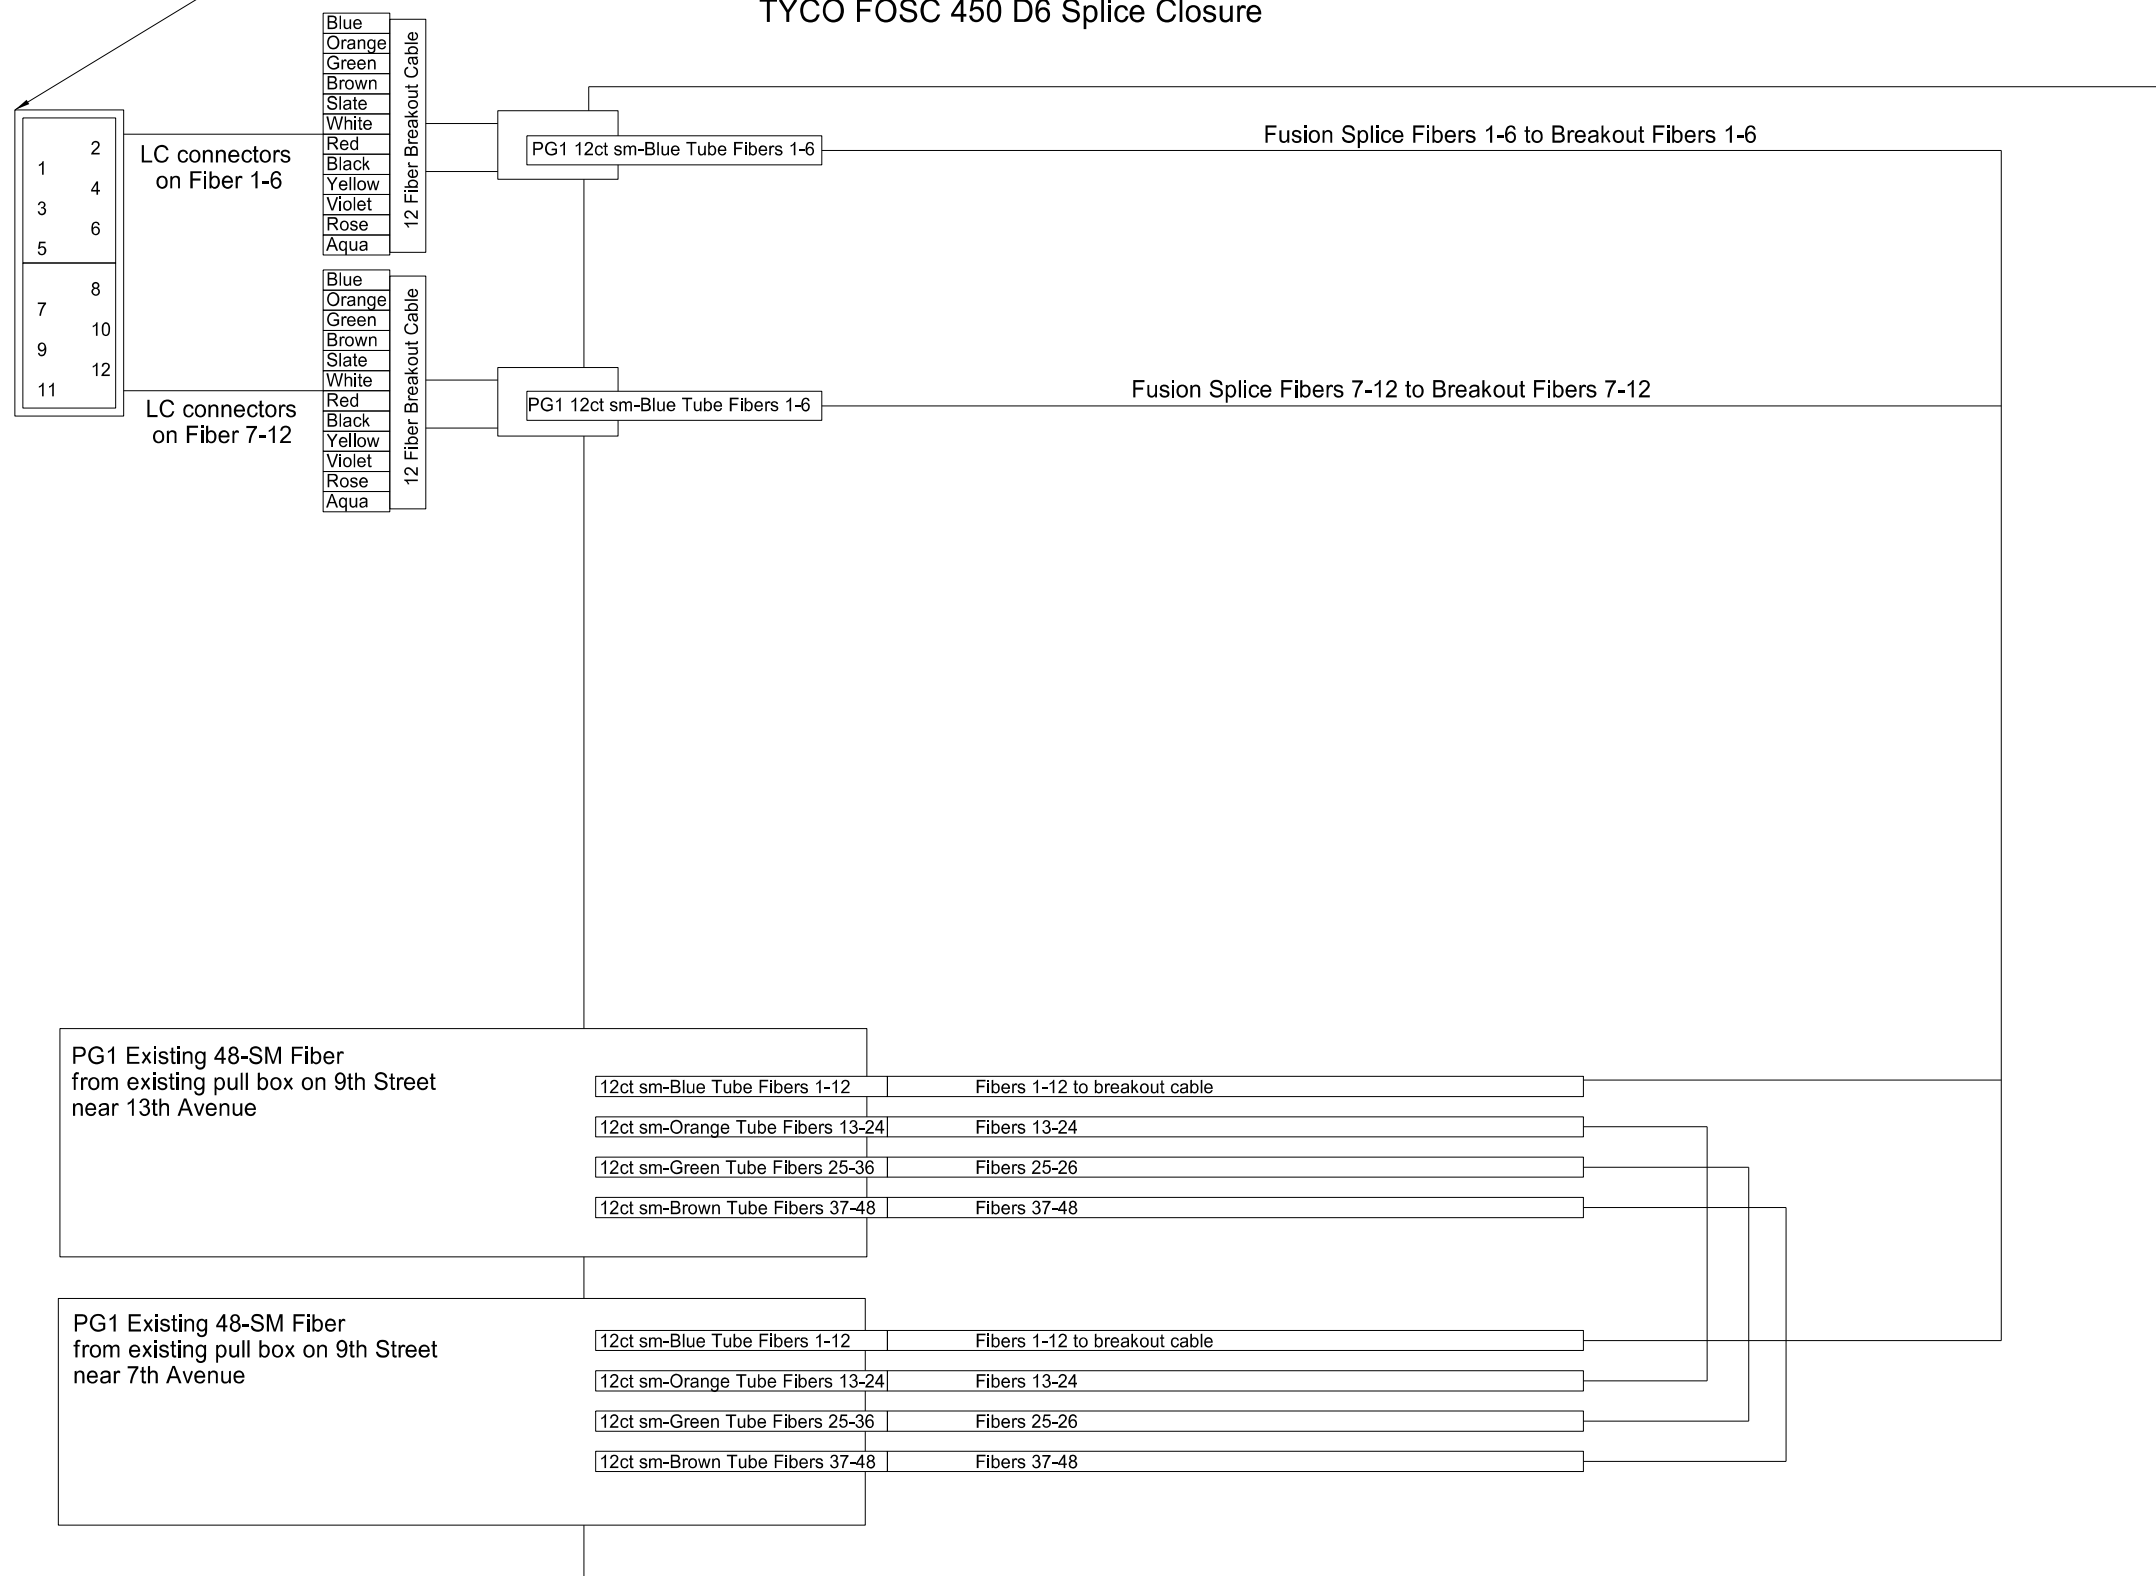 TYCO FOSC 450 D6 Splice Closure
Blue
Orange
Green
Brown
Slate
White
Red
Black
Yellow
Violet
Rose
Aqua
12 Fiber Breakout Cable
1
2
3
4
5
6
7
8
9
10
11
12
LC connectors
on Fiber 1-6
PG1 12ct sm-Blue Tube Fibers 1-6
Fusion Splice Fibers 1-6 to Breakout Fibers 1-6
Blue
Orange
Green
Brown
Slate
White
Red
Black
Yellow
Violet
Rose
Aqua
12 Fiber Breakout Cable
LC connectors
on Fiber 7-12
PG1 12ct sm-Blue Tube Fibers 1-6
Fusion Splice Fibers 7-12 to Breakout Fibers 7-12
PG1 Existing 48-SM Fiber
from existing pull box on 9th Street
near 13th Avenue
12ct sm-Blue Tube Fibers 1-12
Fibers 1-12 to breakout cable
12ct sm-Orange Tube Fibers 13-24
Fibers 13-24
12ct sm-Green Tube Fibers 25-36
Fibers 25-26
12ct sm-Brown Tube Fibers 37-48
Fibers 37-48
PG1 Existing 48-SM Fiber
from existing pull box on 9th Street
near 7th Avenue
12ct sm-Blue Tube Fibers 1-12
Fibers 1-12 to breakout cable
12ct sm-Orange Tube Fibers 13-24
Fibers 13-24
12ct sm-Green Tube Fibers 25-36
Fibers 25-26
12ct sm-Brown Tube Fibers 37-48
Fibers 37-48